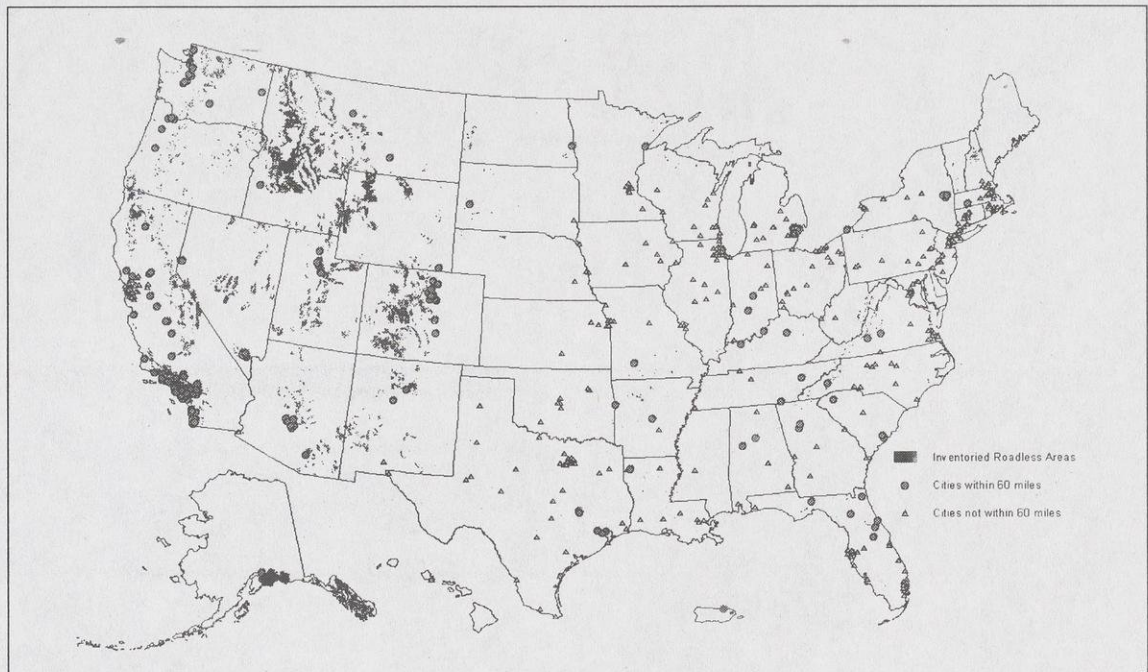 Inventoried Roadless Areas
Cities within 60 miles
Cities not within 60 miles